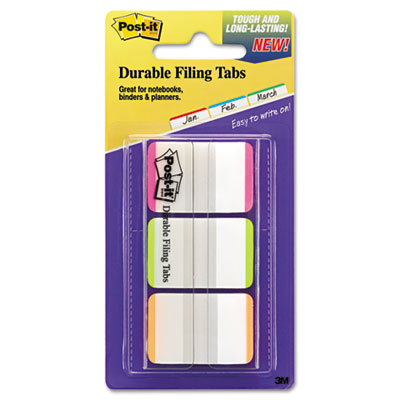 Post-it
TOUGH AND
LONG-LASTING!
NEW!
Durable Filing Tabs
Great for notebooks,
binders & planners.
Jan.
Feb.
March
Easy to write on!
Post-it
Durable Filing Tabs
3M